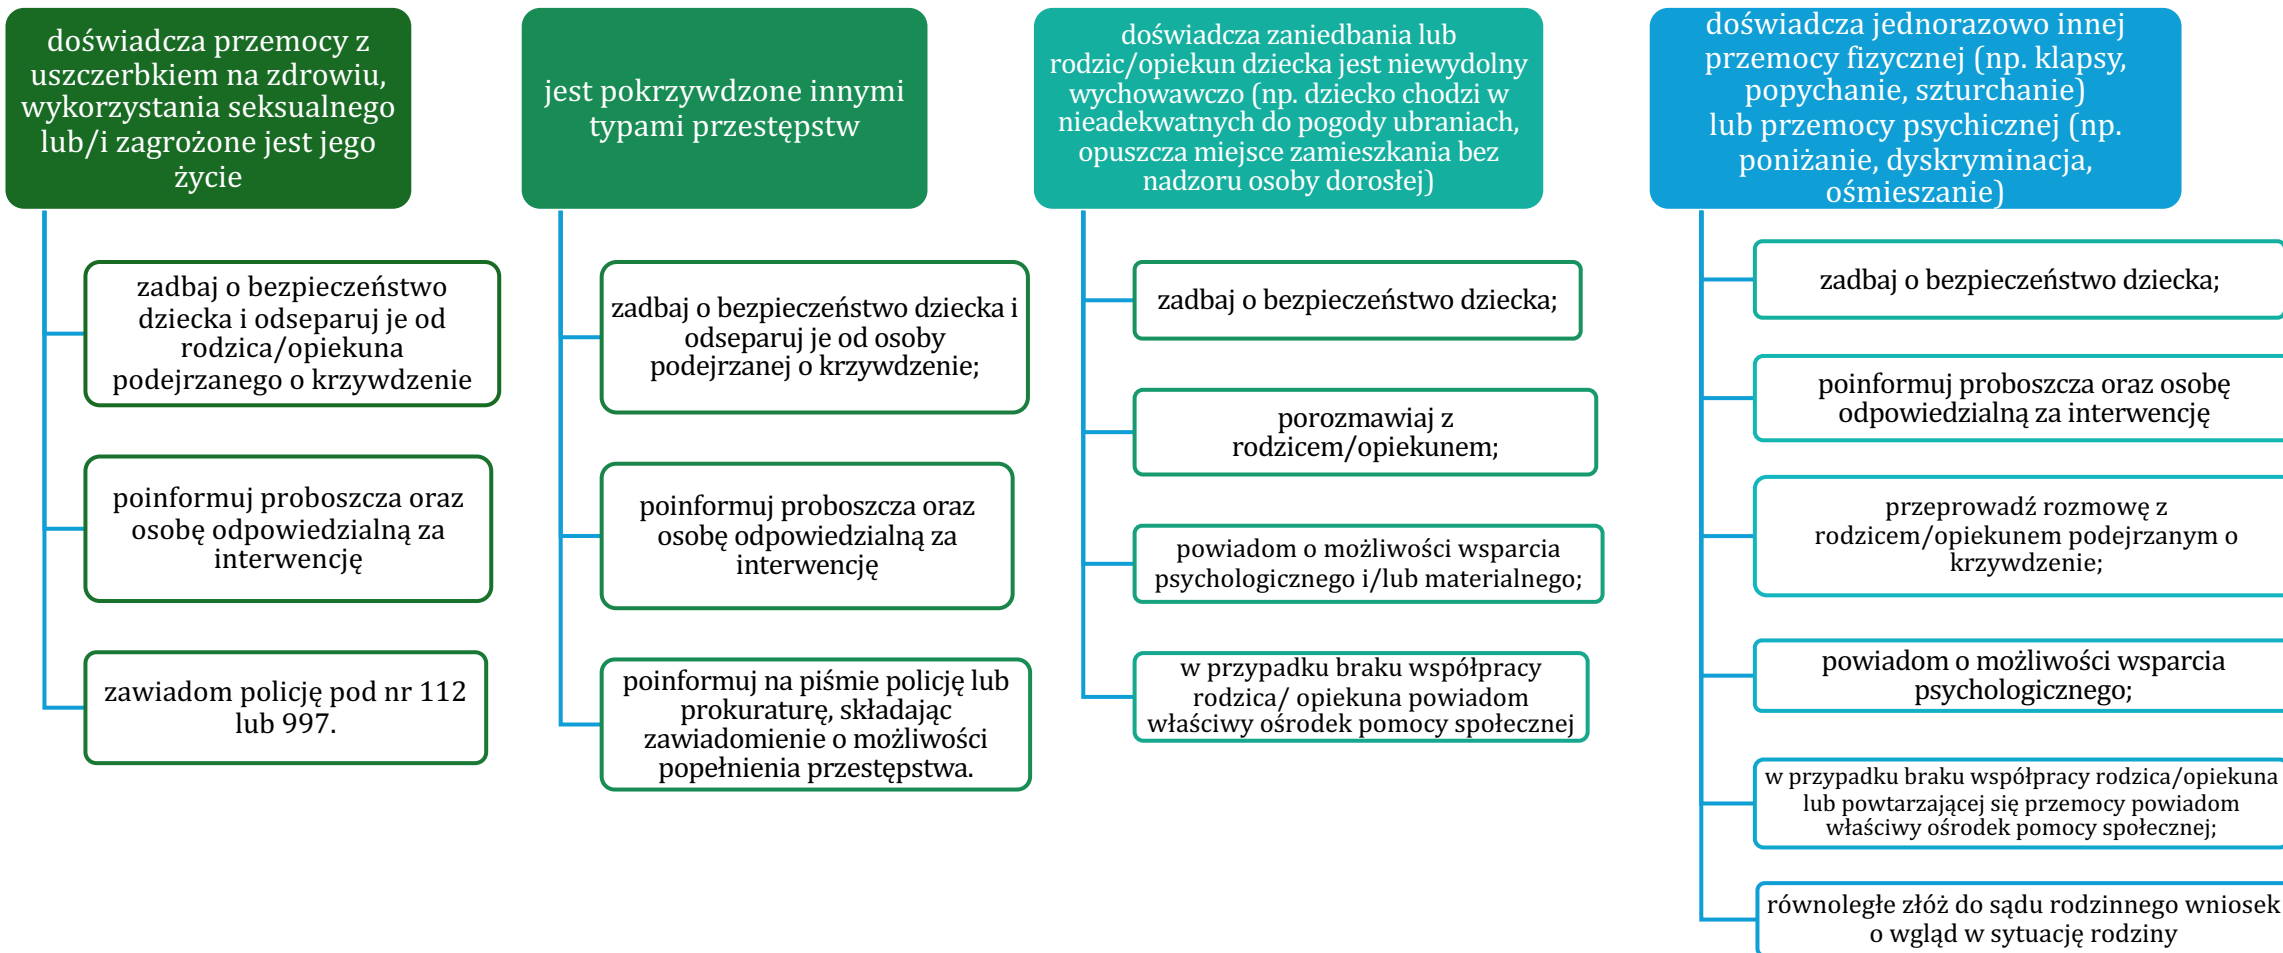 doświadcza przemocy z
uszczerbkiem na zdrowiu,
wykorzystania seksualnego
lub/i zagrożone jest jego
życie
zadbaj o bezpieczeństwo
dziecka i odseparuj je od
rodzica/opiekuna
podejrzanego o krzywdzenie
poinformuj proboszcza oraz
osobę odpowiedzialną za
interwencję
zawiadom policję pod nr 112
lub 997.
jest pokrzywdzone innymi
typami przestępstw
zadbaj o bezpieczeństwo dziecka i
odseparuj je od osoby
podejrzanej o krzywdzenie;
poinformuj proboszcza oraz
osobę odpowiedzialną za
interwencję
poinformuj na piśmie policję lub
prokuraturę, składając
zawiadomienie o możliwości
popełnienia przestępstwa.
doświadcza zaniedbania lub
rodzic/opiekun dziecka jest niewydolny
wychowawczo (np. dziecko chodzi w
nieadekwatnych do pogody ubraniach,
opuszcza miejsce zamieszkania bez
nadzoru osoby dorosłej)
zadbaj o bezpieczeństwo dziecka;
porozmawiaj z
rodzicem/opiekunem;
powiadom o możliwości wsparcia
psychologicznego i/lub materialnego;
w przypadku braku współpracy
rodzica/ opiekuna powiadom
właściwy ośrodek pomocy społecznej
doświadcza jednorazowo innej
przemocy fizycznej (np. klapsy,
popychanie, szturchanie)
lub przemocy psychicznej (np.
poniżanie, dyskryminacja,
ośmieszanie)
zadbaj o bezpieczeństwo dziecka;
poinformuj proboszcza oraz osobę
odpowiedzialną za interwencję
przeprowadź rozmowę z
rodzicem/opiekunem podejrzanym o
krzywdzenie;
powiadom o możliwości wsparcia
psychologicznego;
w przypadku braku współpracy rodzica/opiekuna
lub powtarzającej się przemocy powiadom
właściwy ośrodek pomocy społecznej;
równoległe złóż do sądu rodzinnego wniosek
o wgląd w sytuację rodziny